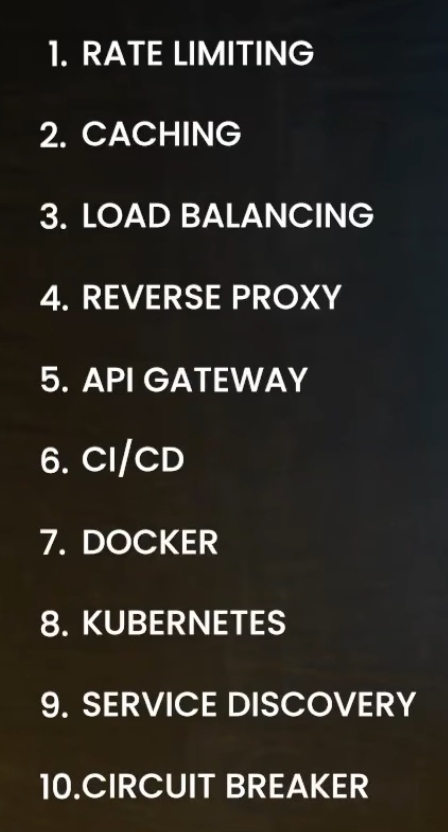 1. RATE LIMITING
2. CACHING
3. LOAD BALANCING
4. REVERSE PROXY
5. API GATEWAY
6. CI/CD
7. DOCKER
8. KUBERNETES
9. SERVICE DISCOVERY
10.CIRCUIT BREAKER